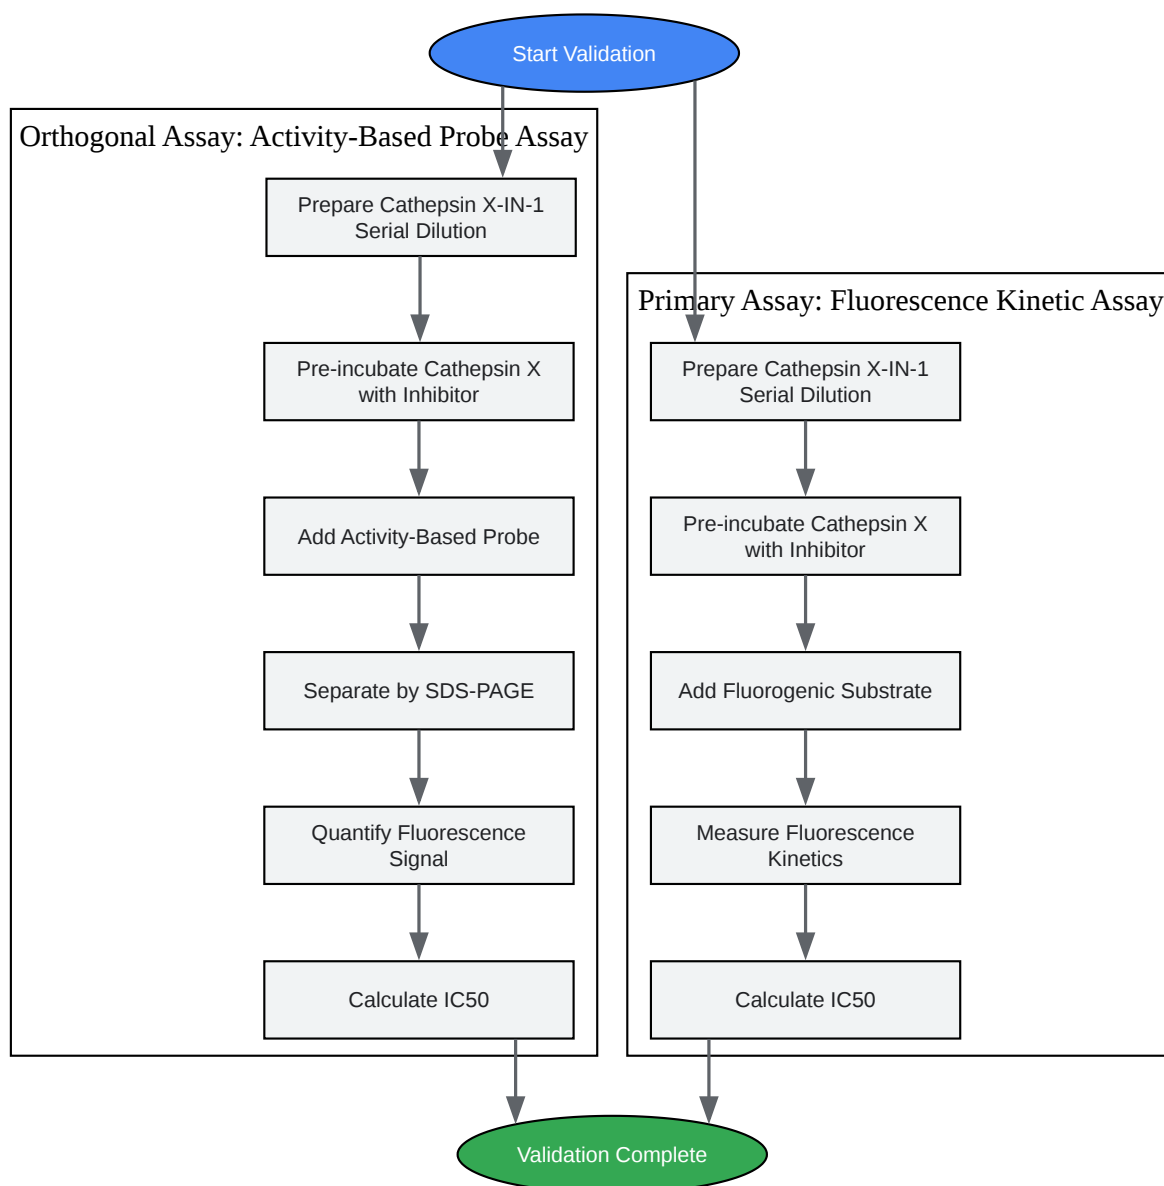 Start Validation
Orthogonal Assay: Activity-Based Probe Assay
Prepare Cathepsin X-IN-1
Serial Dilution
Pre-incubate Cathepsin X
with Inhibitor
Add Activity-Based Probe
Separate by SDS-PAGE
Quantify Fluorescence
Signal
Calculate IC50
Primary Assay: Fluorescence Kinetic Assay
Prepare Cathepsin X-IN-1
Serial Dilution
Pre-incubate Cathepsin X
with Inhibitor
Add Fluorogenic Substrate
Measure Fluorescence
Kinetics
Calculate IC50
Validation Complete